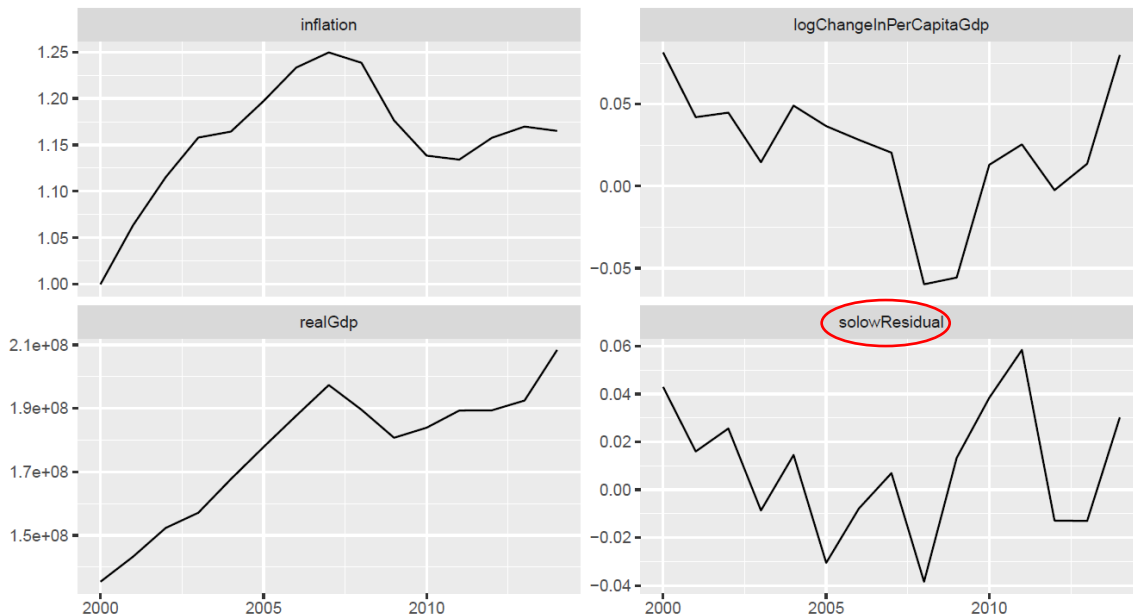 inflation
1.25
1.20
1.15
1.10
1.05
1.00
logChangeInPerCapitaGdp
0.05
0.00
−0.05
realGdp
2.1e+08
1.9e+08
1.7e+08
1.5e+08
2000 2005 2010
solowResidual
0.06
0.04
0.02
0.00
−0.02
−0.04
2000 2005 2010